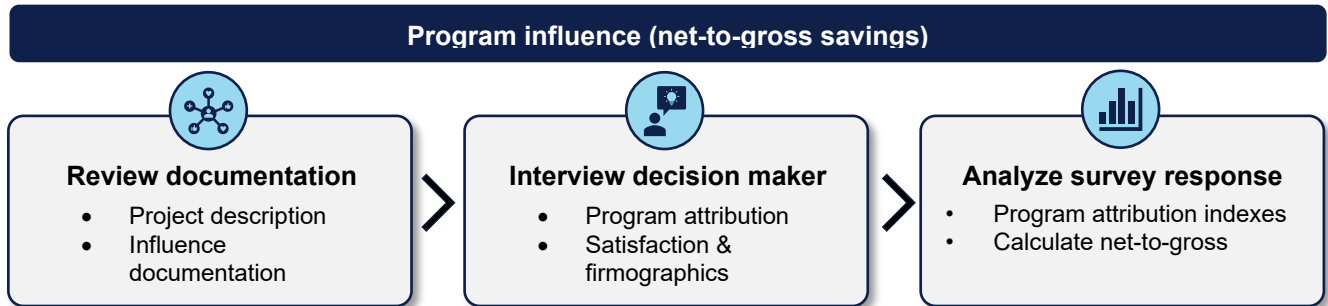 Program influence (net-to-gross savings)
Review documentation
• Project description
• Influence
documentation
Interview decision maker
• Program attribution
• Satisfaction &
firmographics
Analyze survey response
• Program attribution indexes
• Calculate net-to-gross